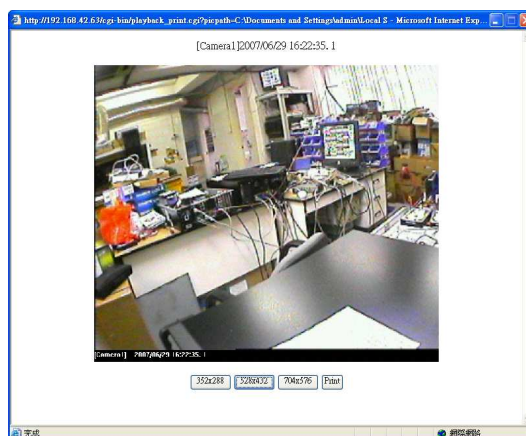 http://192.168.42.63/cgi-bin/playback_print.cgi?picpath=C:\Documents and Settings\admin\Local S - Microsoft Internet Exp...
[Camera1]2007/06/29 16:22:35. 1
[Camera1] 2007/06/29 16:22:35. 1
352x288
528x432
704x576
Print
完成
網際網路